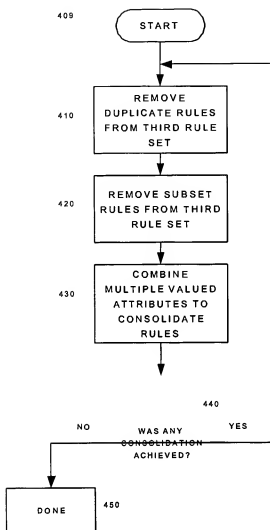 409
START
REMOVE
DUPLICATE RULES
410
FROM THIRD RULE
SET
420
REMOVE SUBSET
RULES FROM THIRD
RULE SET
COMBINE
430
MULTIPLE VALUED
ATTRIBUTES TO
CONSOLIDATE
RULES
440
NO
WAS ANY
YES
CONSOLIDATION
ACHIEVED?
DONE
450